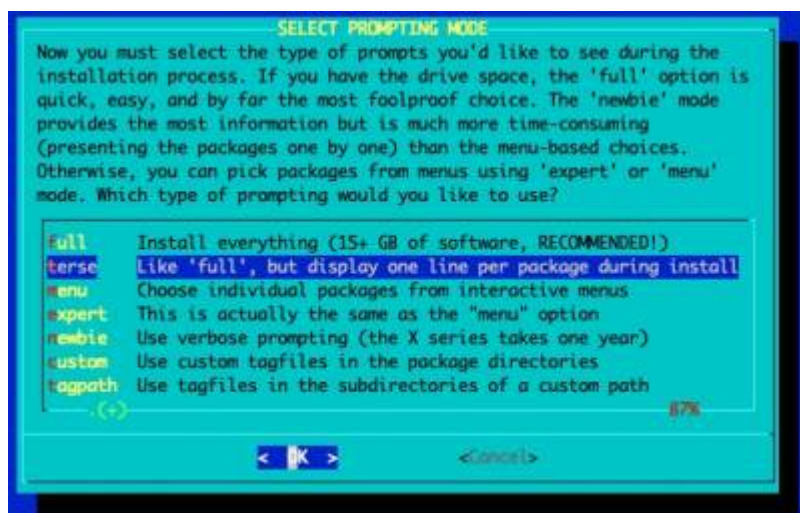 SELECT PROMPTING MODE
Now you must select the type of prompts you'd like to see during the
installation process. If you have the drive space, the 'full' option is
quick, easy, and by far the most foolproof choice. The 'newbie' mode
provides the most information but is much more time-consuming
(presenting the packages one by one) than the menu-based choices.
Otherwise, you can pick packages from menus using 'expert' or 'menu'
mode. Which type of prompting would you like to use?
full Install everything (15+ GB of software, RECOMMENDED!)
terse Like 'full', but display one line per package during install
menu Choose individual packages from interactive menus
expert This is actually the same as the "menu" option
newbie Use verbose prompting (the X series takes one year)
custom Use custom tagfiles in the package directories
tagpath Use tagfiles in the subdirectories of a custom path
.(+) 87%
< OK > <Cancel>